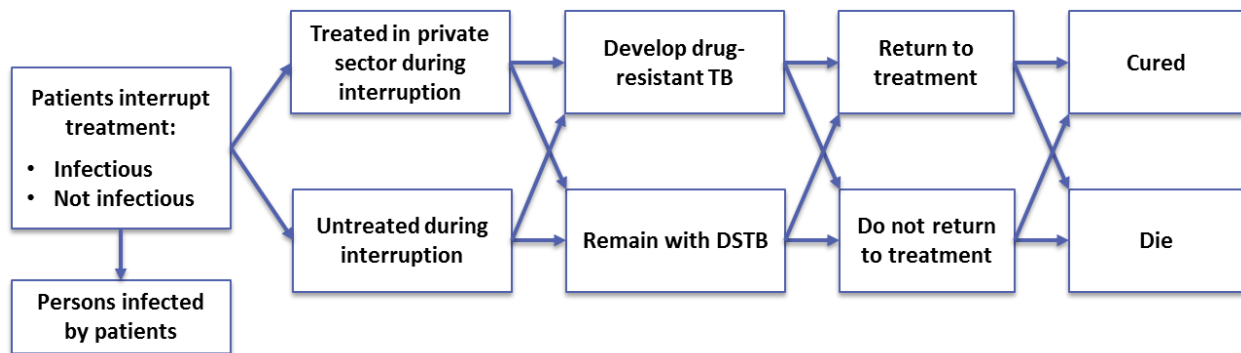 Patients interrupt
treatment:
• Infectious
• Not infectious
Persons infected
by patients
Treated in private
sector during
interruption
Untreated during
interruption
Develop drug-
resistant TB
Remain with DSTB
Return to
treatment
Do not return
to treatment
Cured
Die